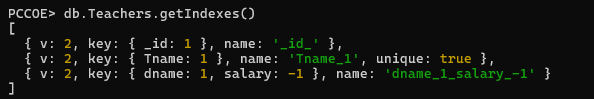 PCCOE> db.Teachers.getIndexes()
[
  { v: 2, key: { _id: 1 }, name: '_id_' },
  { v: 2, key: { Tname: 1 }, name: 'Tname_1', unique: true },
  { v: 2, key: { dname: 1, salary: -1 }, name: 'dname_1_salary_-1' }
]